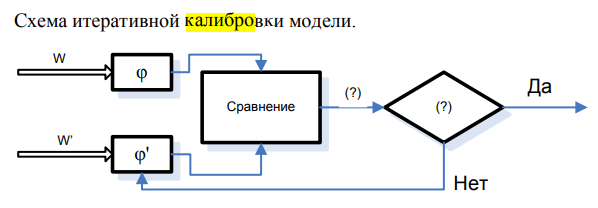 Схема итеративной калибровки модели.
W
φ
Сравнение
(?)
(?)
Да
W'
φ'
Нет